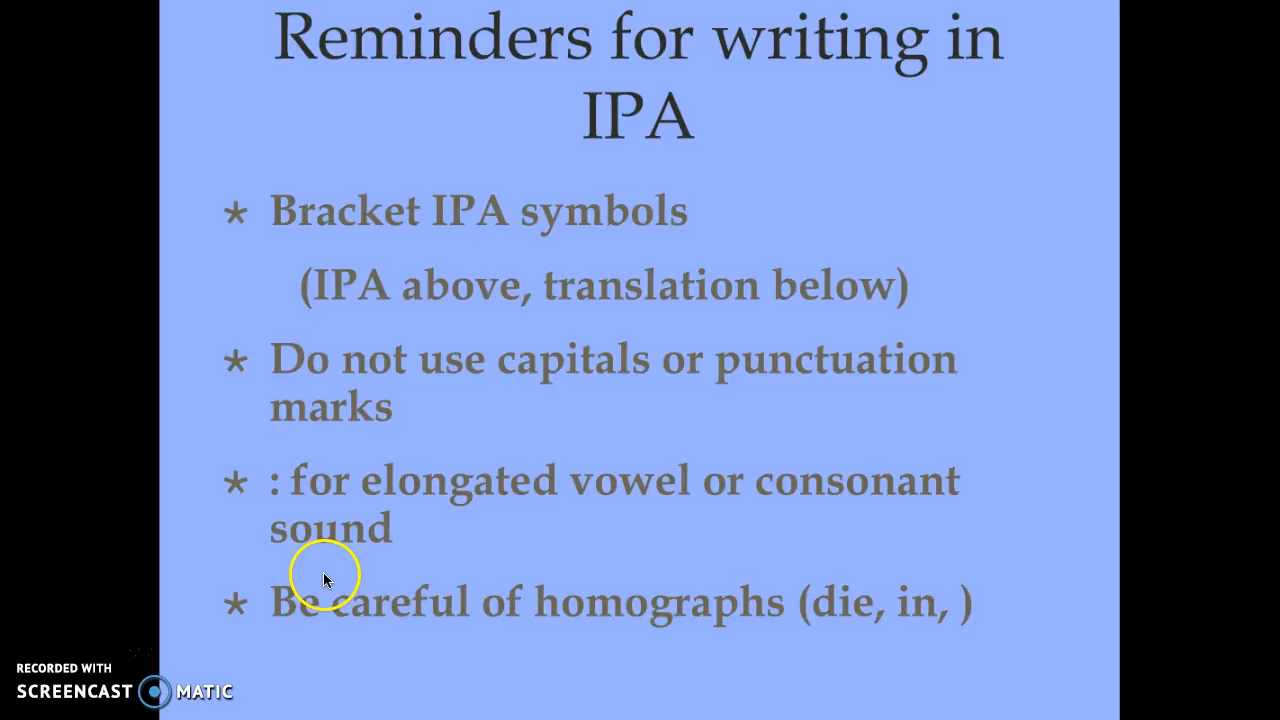 Reminders for writing in
IPA
* Bracket IPA symbols
(IPA above, translation below)
* Do not use capitals or punctuation
marks
* : for elongated vowel or consonant
sound
* Be careful of homographs (die, in, )
RECORDED WITH
SCREENCAST MATIC